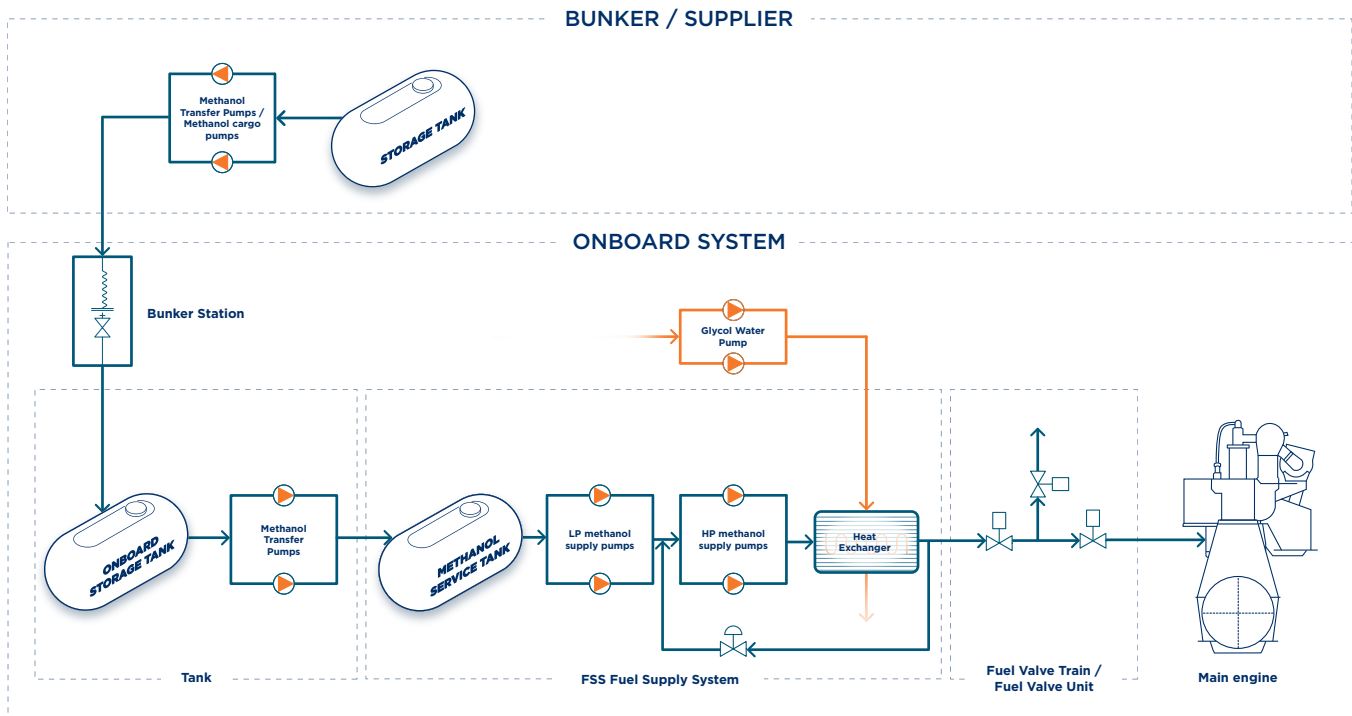 BUNKER / SUPPLIER
Methanol
Transfer Pumps /
Methanol cargo
pumps
STORAGE TANK
ONBOARD SYSTEM
Bunker Station
Glycol Water
Pump
ONBOARD
STORAGE TANK
Methanol
Transfer
Pumps
METHANOL
SERVICE TANK
LP methanol
supply pumps
HP methanol
supply pumps
Heat
Exchanger
Tank
FSS Fuel Supply System
Fuel Valve Train /
Fuel Valve Unit
Main engine